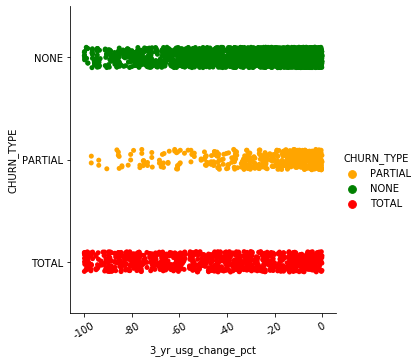 NONE
PARTIAL
TOTAL
CHURN_TYPE
-100
-80
-60
-40
-20
0
3_yr_usg_change_pct
CHURN_TYPE
PARTIAL
NONE
TOTAL